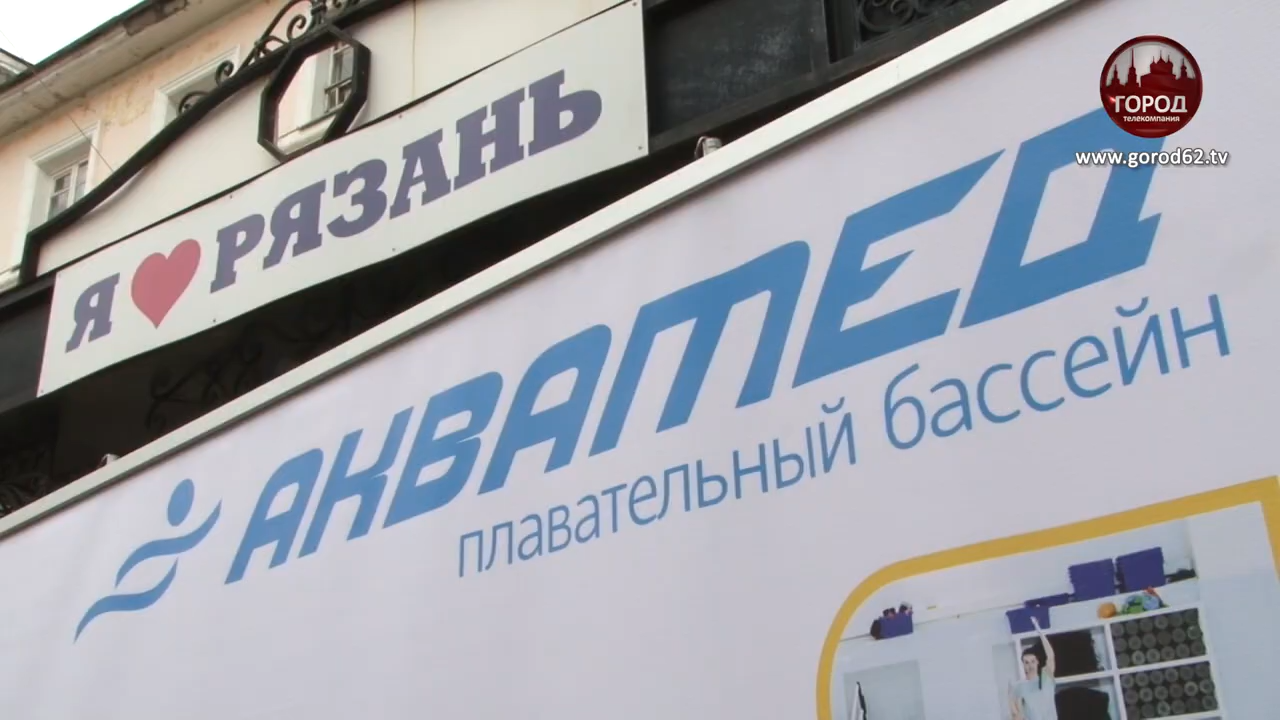 Я ♥ РЯЗАНЬ
ГОРОД
телекомпания
www.gorod62.tv
АКВАМЕД
плавательный бассейн